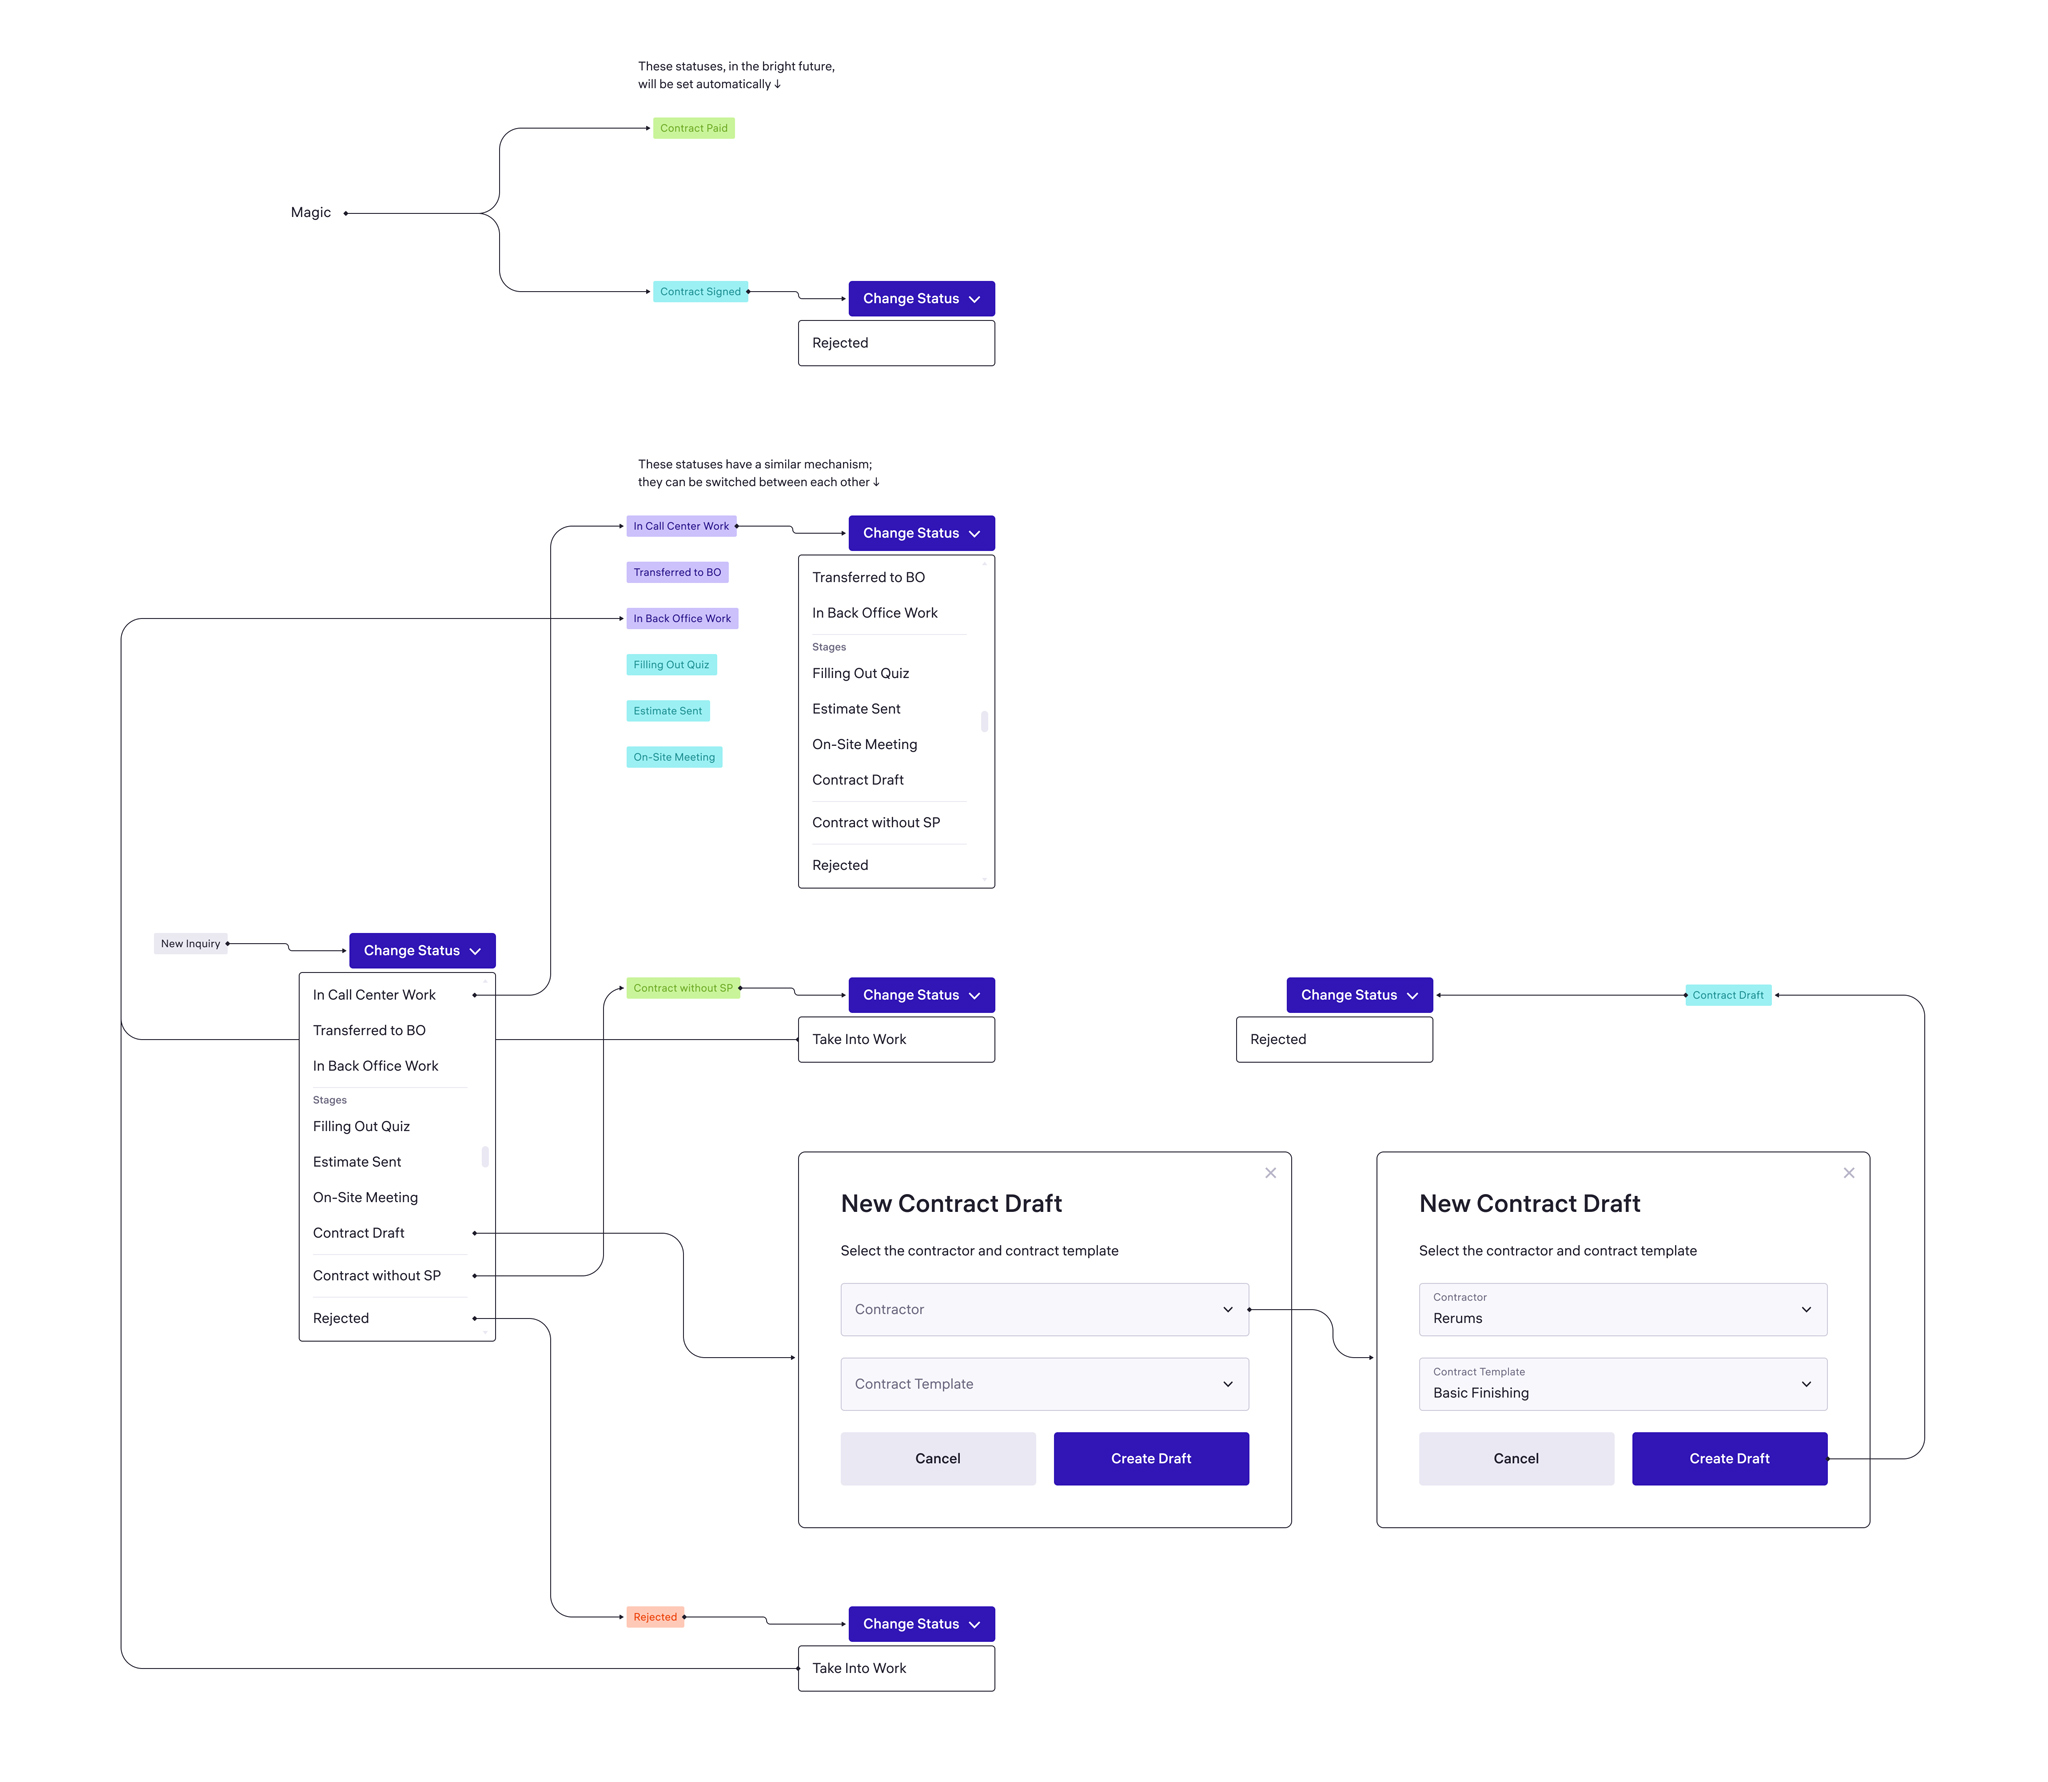 These statuses, in the bright future,
will be set automatically ↓
Contract Paid
Magic
Contract Signed
Change Status
Rejected
These statuses have a similar mechanism;
they can be switched between each other ↓
In Call Center Work
Change Status
Transferred to BO
In Back Office Work
Filling Out Quiz
Estimate Sent
On-Site Meeting
Transferred to BO
In Back Office Work
Stages
Filling Out Quiz
Estimate Sent
On-Site Meeting
Contract Draft
Contract without SP
Rejected
New Inquiry
Change Status
In Call Center Work
Transferred to BO
In Back Office Work
Stages
Filling Out Quiz
Estimate Sent
On-Site Meeting
Contract Draft
Contract without SP
Rejected
Contract without SP
Change Status
Take Into Work
Change Status
Contract Draft
Rejected
New Contract Draft
Select the contractor and contract template
Contractor
Contract Template
Cancel
Create Draft
New Contract Draft
Select the contractor and contract template
Contractor
Rerums
Contract Template
Basic Finishing
Cancel
Create Draft
Rejected
Change Status
Take Into Work